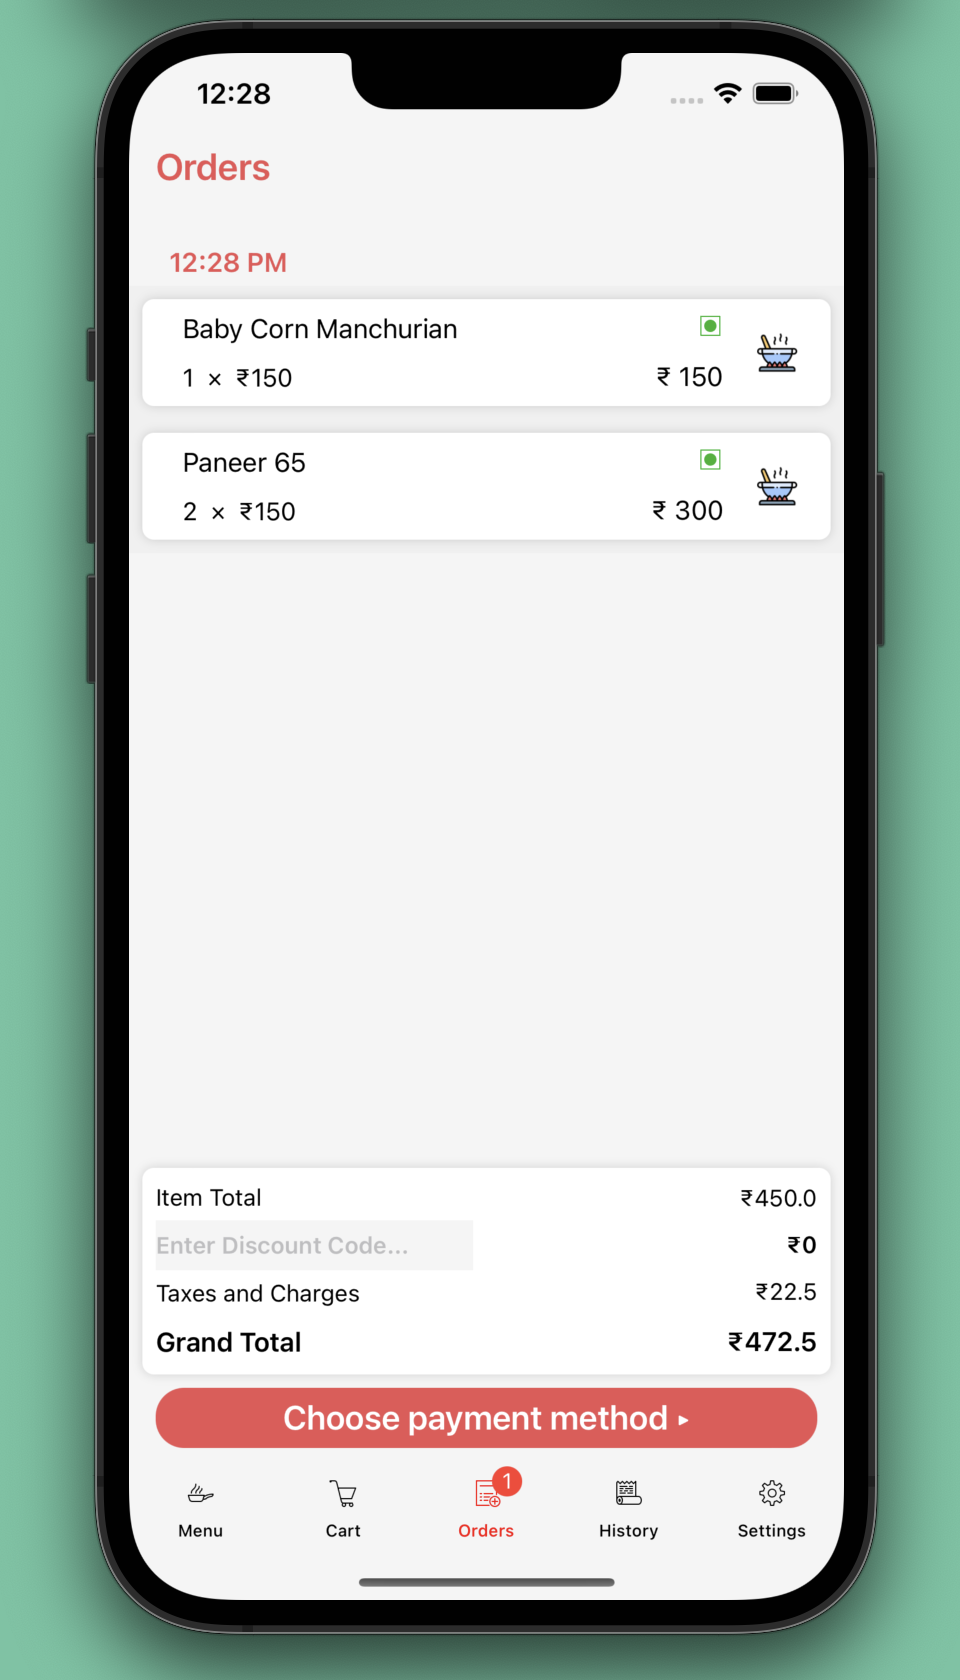 12:28
Orders
12:28 PM
Baby Corn Manchurian
1 × ₹150 ₹ 150
Paneer 65
2 × ₹150 ₹ 300
Item Total ₹450.0
Enter Discount Code... ₹0
Taxes and Charges ₹22.5
Grand Total ₹472.5
Choose payment method ▸
1
Menu Cart Orders History Settings